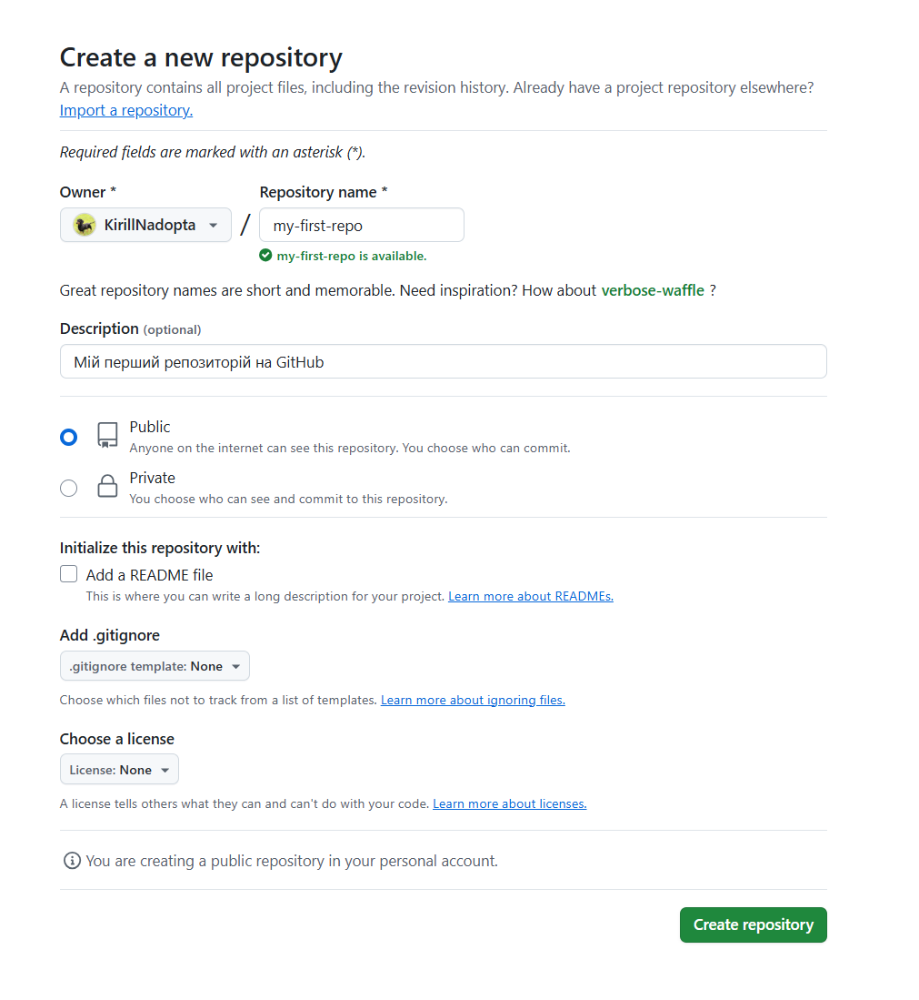 Create a new repository
A repository contains all project files, including the revision history. Already have a project repository elsewhere?
Import a repository.
Required fields are marked with an asterisk (*).
Owner *
Repository name *
KirillNadopta
/
my-first-repo
my-first-repo is available.
Great repository names are short and memorable. Need inspiration? How about verbose-waffle ?
Description (optional)
Мій перший репозиторій на GitHub
Public
Anyone on the internet can see this repository. You choose who can commit.
Private
You choose who can see and commit to this repository.
Initialize this repository with:
Add a README file
This is where you can write a long description for your project. Learn more about READMEs.
Add .gitignore
.gitignore template: None
Choose which files not to track from a list of templates. Learn more about ignoring files.
Choose a license
License: None
A license tells others what they can and can't do with your code. Learn more about licenses.
You are creating a public repository in your personal account.
Create repository